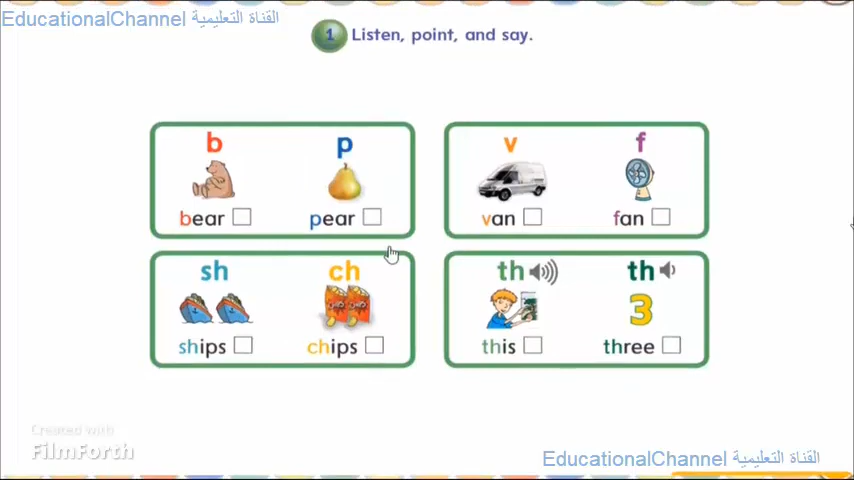 EducationalChannel القناة التعليمية
1 Listen, point, and say.
b p
bear pear
v f
van fan
sh ch
ships chips
th th
3
this three
Created with
FilmForth
EducationalChannel القناة التعليمية